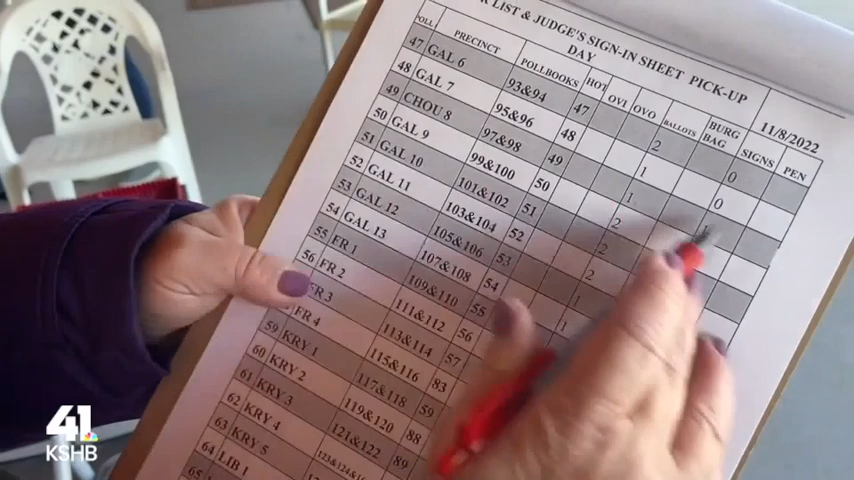 K LIST & JUDGE'S SIGN-IN SHEET PICK-UP
DAY 11/8/2022
POLL PRECINCT POLLBOOKS HOT OVI OVO BALLOTS BURG BAG SIGNS PEN
47 GAL 6 93&94 47 2 0
48 GAL 7 95&96 48 1 0
49 CHOU 8 97&98 49 1
50 GAL 9 99&100 50 2
51 GAL 10 101&102 51 2
52 GAL 11 103&104 52 2
53 GAL 12 105&106 53 1
54 GAL 13 107&108 54 1
55 FR 1 109&110 55
56 FR 2 111&112 56
FR 3 113&114 57
FR 4 115&116 83
59 KRY 1 117&118 59
60 KRY 2 119&120 88
61 KRY 3 121&122 89
62 KRY 4
63 KRY 5
64 LIB 1
65
41
KSHB